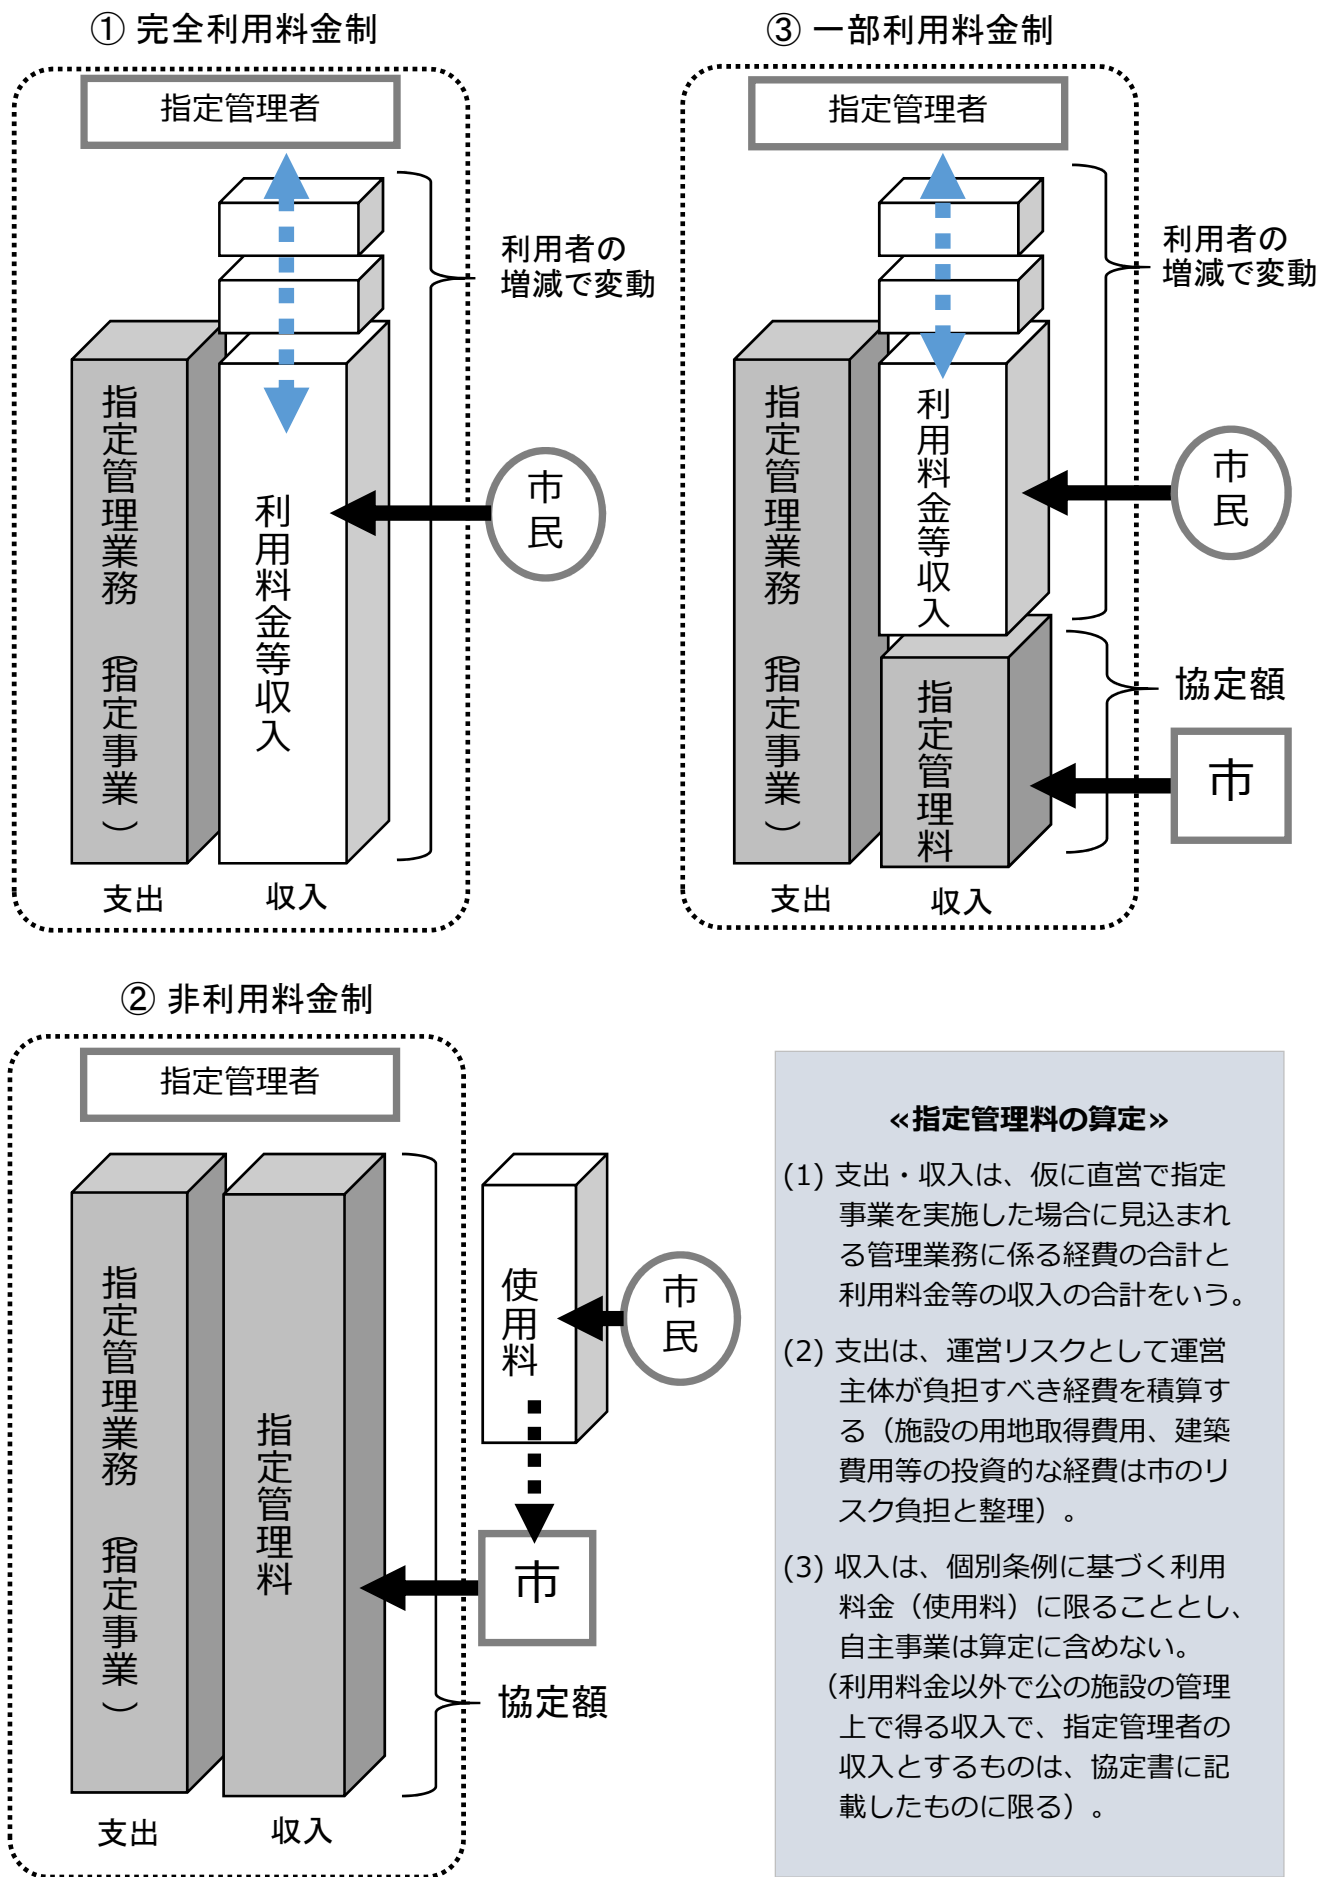 ① 完全利用料金制
指定管理者
利用者の
増減で変動
指定管理業務（指定事業）
利用料金等収入
市民
支出
収入
③ 一部利用料金制
指定管理者
利用者の
増減で変動
指定管理業務（指定事業）
利用料金等収入
市民
指定管理料
協定額
市
支出
収入
② 非利用料金制
指定管理者
指定管理業務（指定事業）
指定管理料
使用料
市民
市
協定額
支出
収入
«指定管理料の算定»
(1) 支出・収入は、仮に直営で指定
事業を実施した場合に見込まれ
る管理業務に係る経費の合計と
利用料金等の収入の合計をいう。
(2) 支出は、運営リスクとして運営
主体が負担すべき経費を積算す
る（施設の用地取得費用、建築
費用等の投資的な経費は市のリ
スク負担と整理）。
(3) 収入は、個別条例に基づく利用
料金（使用料）に限ることとし、
自主事業は算定に含めない。
（利用料金以外で公の施設の管理
上で得る収入で、指定管理者の
収入とするものは、協定書に記
載したものに限る）。